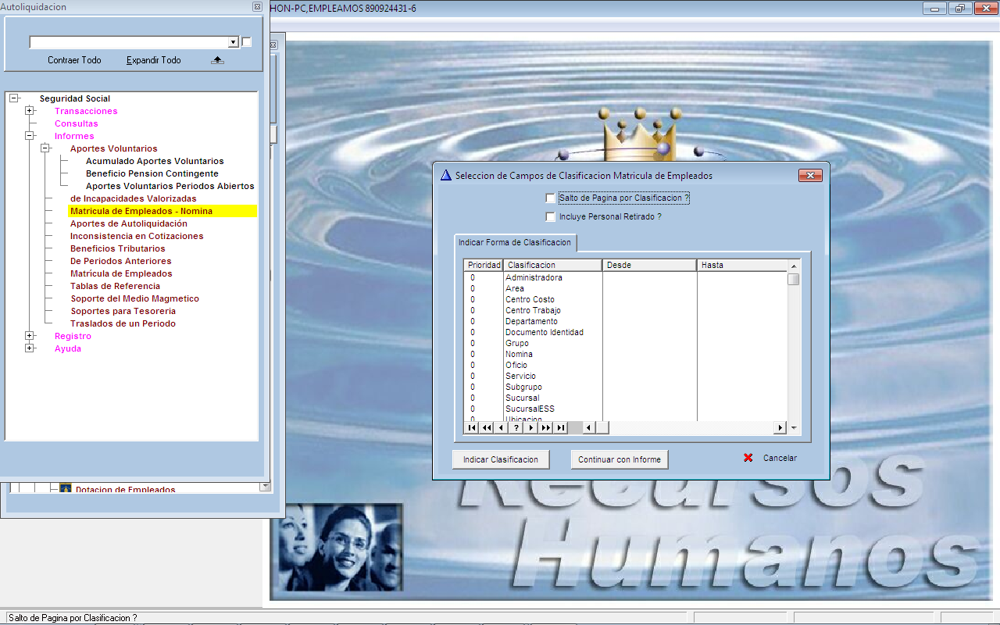 Autoliquidacion
HON-PC,EMPLEAMOS 890924431-6
Contraer Todo
Expandir Todo
Seguridad Social
Transacciones
Consultas
Informes
Aportes Voluntarios
Acumulado Aportes Voluntarios
Beneficio Pension Contingente
Aportes Voluntarios Periodos Abiertos
de Incapacidades Valorizadas
Matricula de Empleados - Nomina
Aportes de Autoliquidación
Inconsistencia en Cotizaciones
Beneficios Tributarios
De Periodos Anteriores
Matrícula de Empleados
Tablas de Referencia
Soporte del Medio Magmetico
Soportes para Tesoreria
Traslados de un Periodo
Registro
Ayuda
Dotacion de Empleados
Seleccion de Campos de Clasificacion Matricula de Empleados
Salto de Pagina por Clasificacion ?
Incluye Personal Retirado ?
Indicar Forma de Clasificacion
Prioridad Clasificacion Desde Hasta
0 Administradora
0 Area
0 Centro Costo
0 Centro Trabajo
0 Departamento
0 Documento Identidad
0 Grupo
0 Nomina
0 Oficio
0 Servicio
0 Subgrupo
0 Sucursal
0 SucursalESS
0 Ubicacion
?
Indicar Clasificacion
Continuar con Informe
Cancelar
Recursos
Humanos
Salto de Pagina por Clasificacion ?